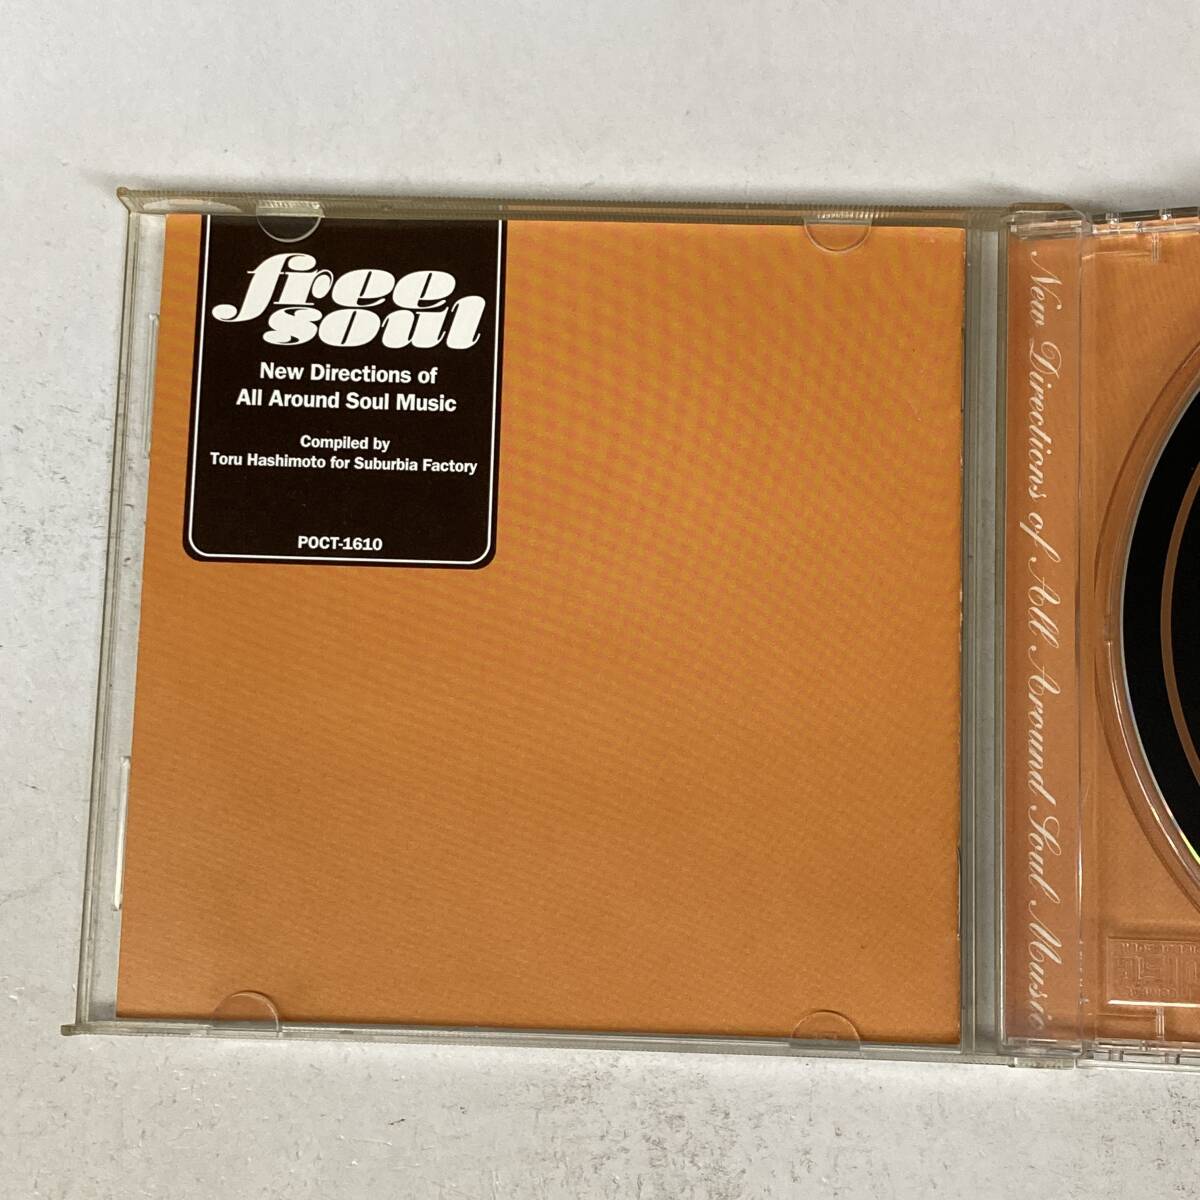 free
soul
New Directions of
All Around Soul Music
Compiled by
Toru Hashimoto for Suburbia Factory
POCT-1610
New Directions of All Around Soul Music